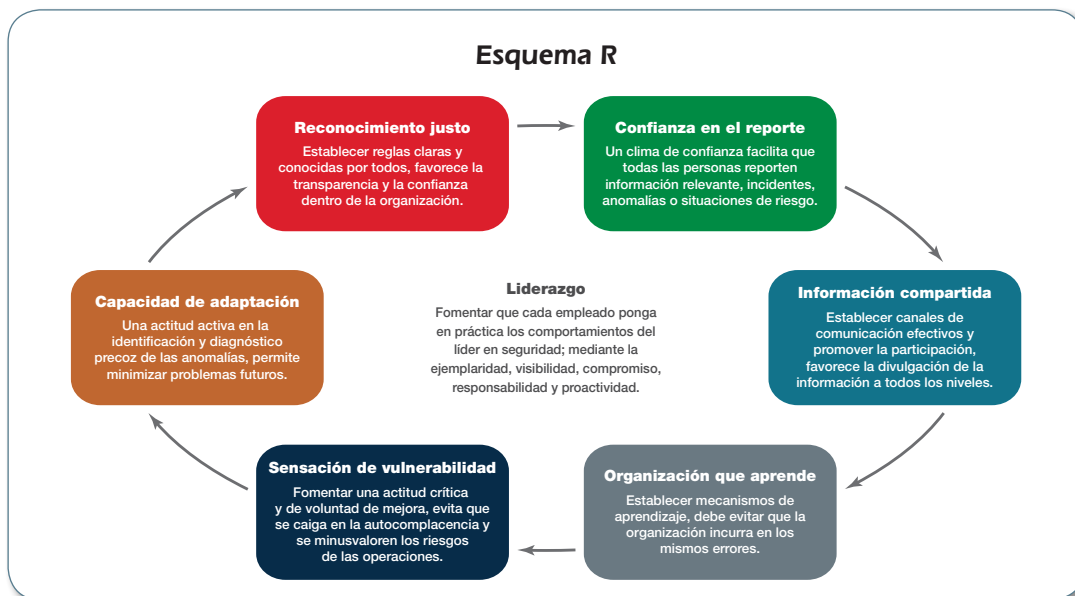 Esquema R
Reconocimiento justo
Establecer reglas claras y
conocidas por todos, favorece la
transparencia y la confianza
dentro de la organización.
Confianza en el reporte
Un clima de confianza facilita que
todas las personas reporten
información relevante, incidentes,
anomalías o situaciones de riesgo.
Capacidad de adaptación
Una actitud activa en la
identificación y diagnóstico
precoz de las anomalías, permite
minimizar problemas futuros.
Liderazgo
Fomentar que cada empleado ponga
en práctica los comportamientos del
líder en seguridad; mediante la
ejemplaridad, visibilidad, compromiso,
responsabilidad y proactividad.
Información compartida
Establecer canales de
comunicación efectivos y
promover la participación,
favorece la divulgación de la
información a todos los niveles.
Sensación de vulnerabilidad
Fomentar una actitud crítica
y de voluntad de mejora, evita que
se caiga en la autocomplacencia y
se minusvaloren los riesgos
de las operaciones.
Organización que aprende
Establecer mecanismos de
aprendizaje, debe evitar que la
organización incurra en los
mismos errores.